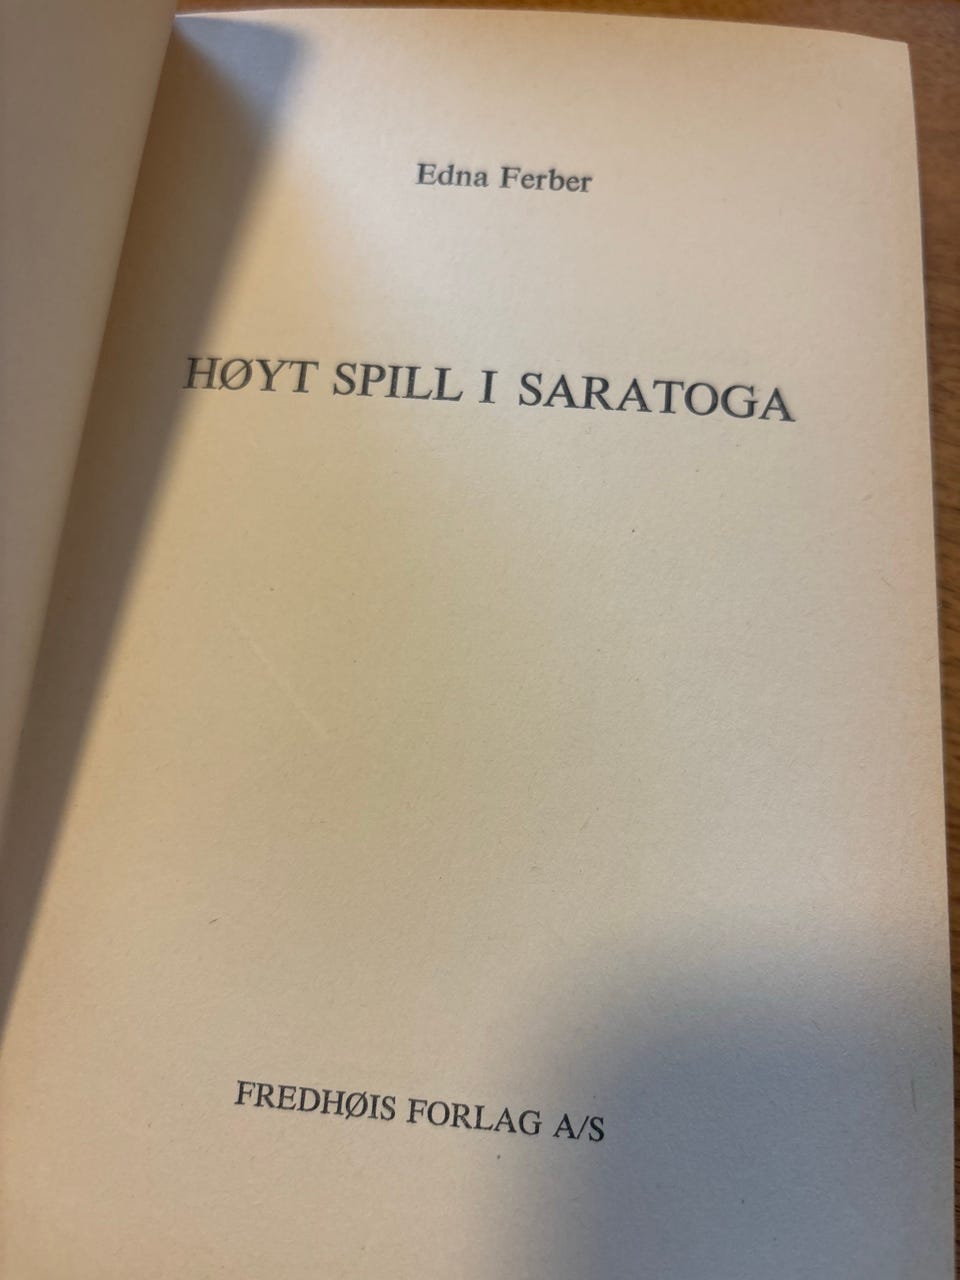 Edna Ferber
HØYT SPILL I SARATOGA
FREDHØIS FORLAG A/S